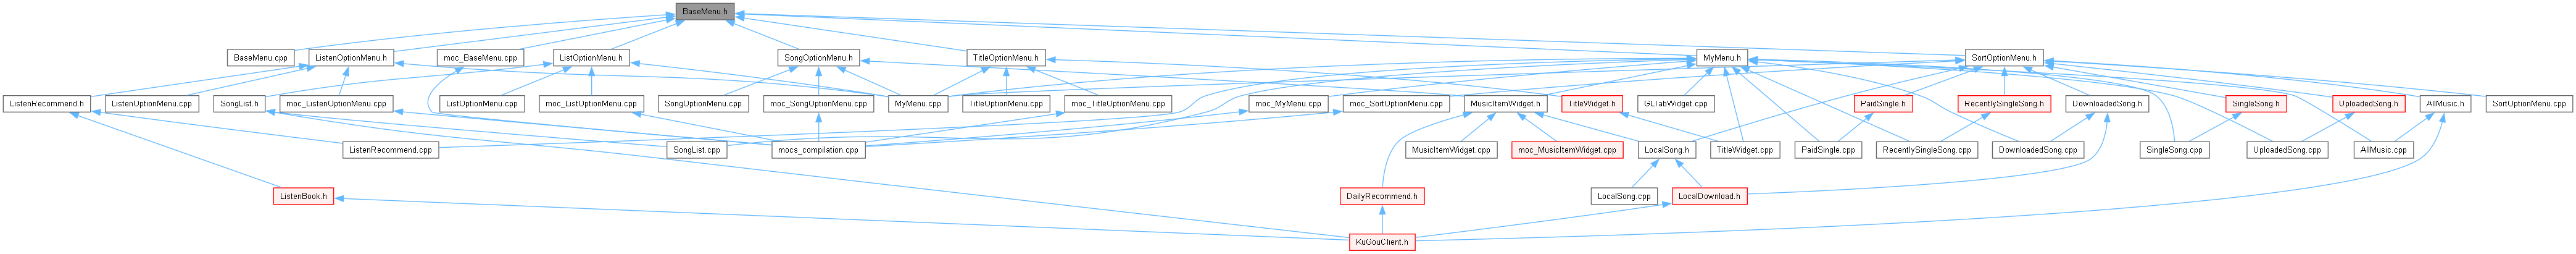 BaseMenu.h
BaseMenu.cpp
ListenOptionMenu.h
moc_BaseMenu.cpp
ListOptionMenu.h
SongOptionMenu.h
TitleOptionMenu.h
MyMenu.h
SortOptionMenu.h
ListenRecommend.h
ListenOptionMenu.cpp
SongList.h
moc_ListenOptionMenu.cpp
ListOptionMenu.cpp
moc_ListOptionMenu.cpp
SongOptionMenu.cpp
moc_SongOptionMenu.cpp
MyMenu.cpp
TitleOptionMenu.cpp
moc_TitleOptionMenu.cpp
moc_MyMenu.cpp
moc_SortOptionMenu.cpp
MusicItemWidget.h
TitleWidget.h
GLTabWidget.cpp
PaidSingle.h
RecentlySingleSong.h
DownloadedSong.h
SingleSong.h
UploadedSong.h
AllMusic.h
SortOptionMenu.cpp
ListenRecommend.cpp
SongList.cpp
mocs_compilation.cpp
MusicItemWidget.cpp
moc_MusicItemWidget.cpp
LocalSong.h
TitleWidget.cpp
PaidSingle.cpp
RecentlySingleSong.cpp
DownloadedSong.cpp
SingleSong.cpp
UploadedSong.cpp
AllMusic.cpp
ListenBook.h
DailyRecommend.h
LocalSong.cpp
LocalDownload.h
KuGouClient.h